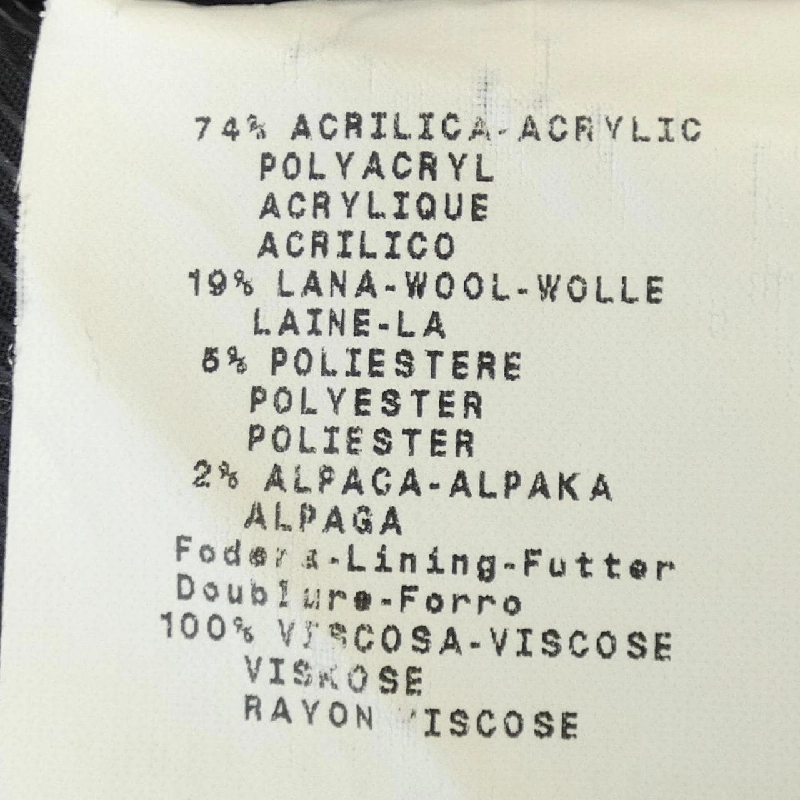 74% ACRILICA-ACRYLIC
POLYACRYL
ACRYLIQUE
ACRILICO
19% LANA-WOOL-WOLLE
LAINE-LA
5% POLIESTERE
POLYESTER
POLIESTER
2% ALPACA-ALPAKA
ALPAGA
Fodera-Lining-Futter
Doublure-Forro
100% VISCOSA-VISCOSE
VISKOSE
RAYON VISCOSE